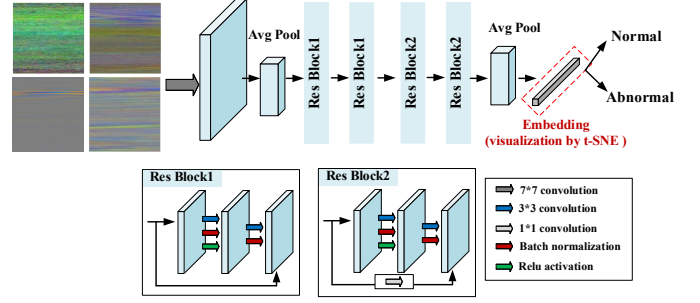 Avg Pool
Res Block1
Res Block1
Res Block2
Res Block2
Avg Pool
Normal
Abnormal
Embedding
(visualization by t-SNE )
Res Block1
Res Block2
7*7 convolution
3*3 convolution
1*1 convolution
Batch normalization
Relu activation